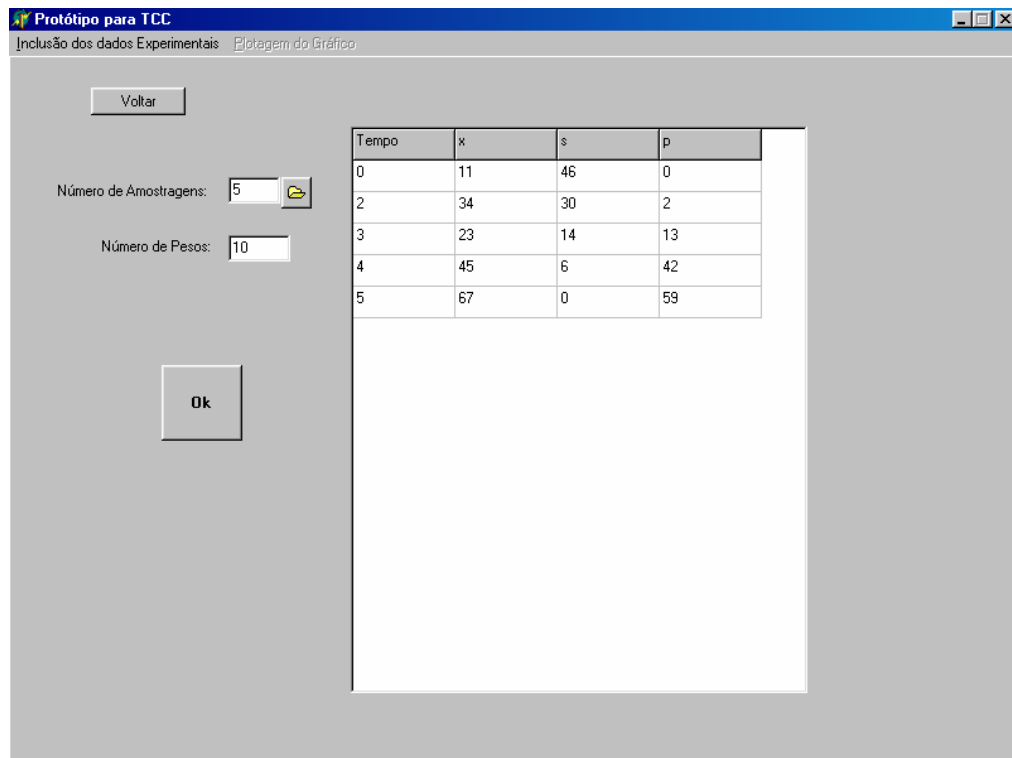 Protótipo para TCC
Inclusão dos dados Experimentais Plotagem do Gráfico
Voltar
Número de Amostragens: 5
Número de Pesos: 10
Ok
Tempo x s p
0 11 46 0
2 34 30 2
3 23 14 13
4 45 6 42
5 67 0 59